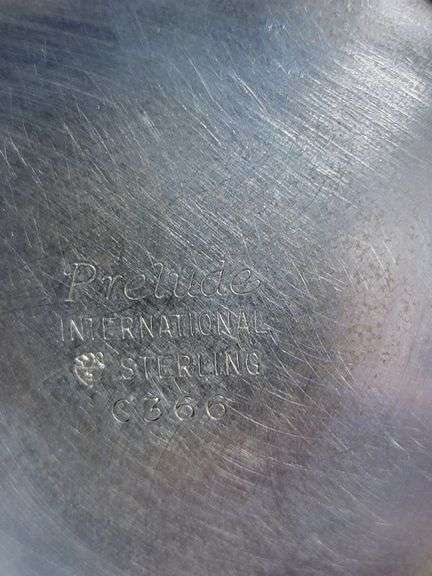 Prelude
INTERNATIONAL
STERLING
C366